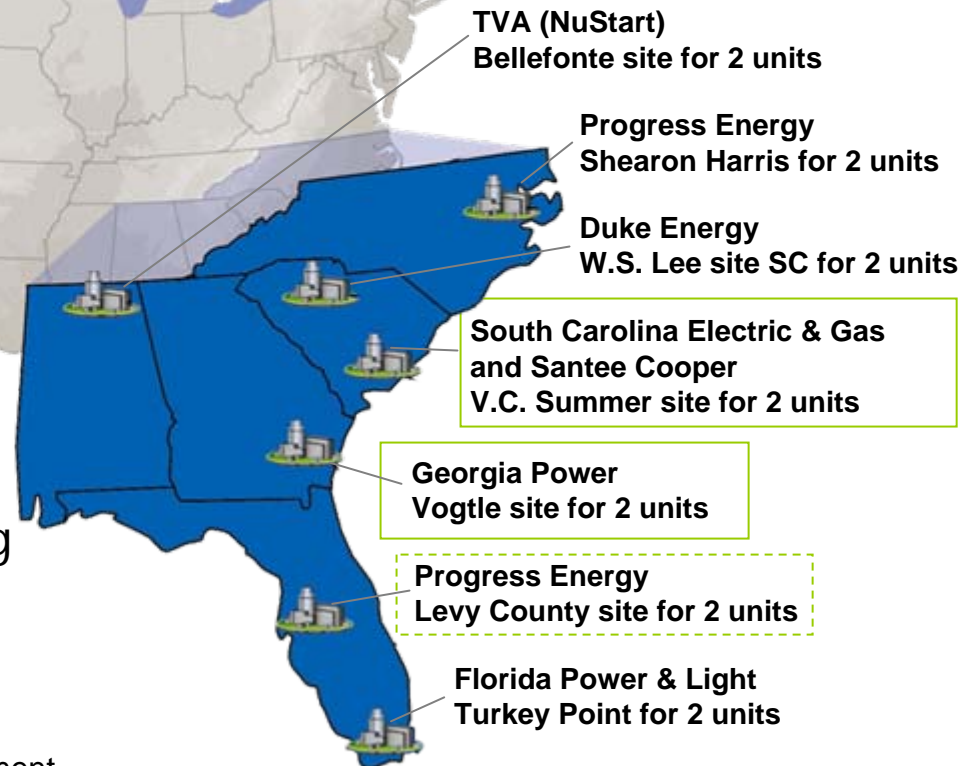 TVA (NuStart)
Bellefonte site for 2 units
Progress Energy
Shearon Harris for 2 units
Duke Energy
W.S. Lee site SC for 2 units
South Carolina Electric & Gas
and Santee Cooper
V.C. Summer site for 2 units
Georgia Power
Vogtle site for 2 units
g
Progress Energy
Levy County site for 2 units
Florida Power & Light
Turkey Point for 2 units